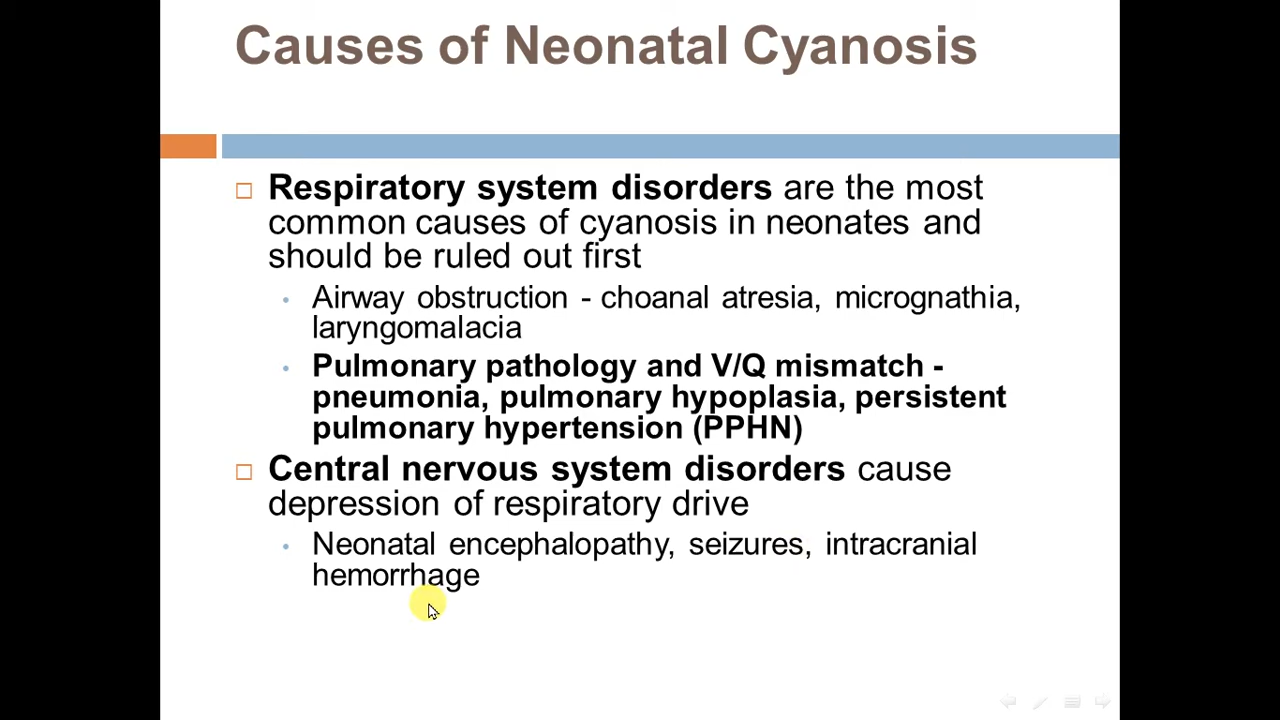 Causes of Neonatal Cyanosis
Respiratory system disorders are the most
common causes of cyanosis in neonates and
should be ruled out first
Airway obstruction - choanal atresia, micrognathia,
laryngomalacia
Pulmonary pathology and V/Q mismatch -
pneumonia, pulmonary hypoplasia, persistent
pulmonary hypertension (PPHN)
Central nervous system disorders cause
depression of respiratory drive
Neonatal encephalopathy, seizures, intracranial
hemorrhage